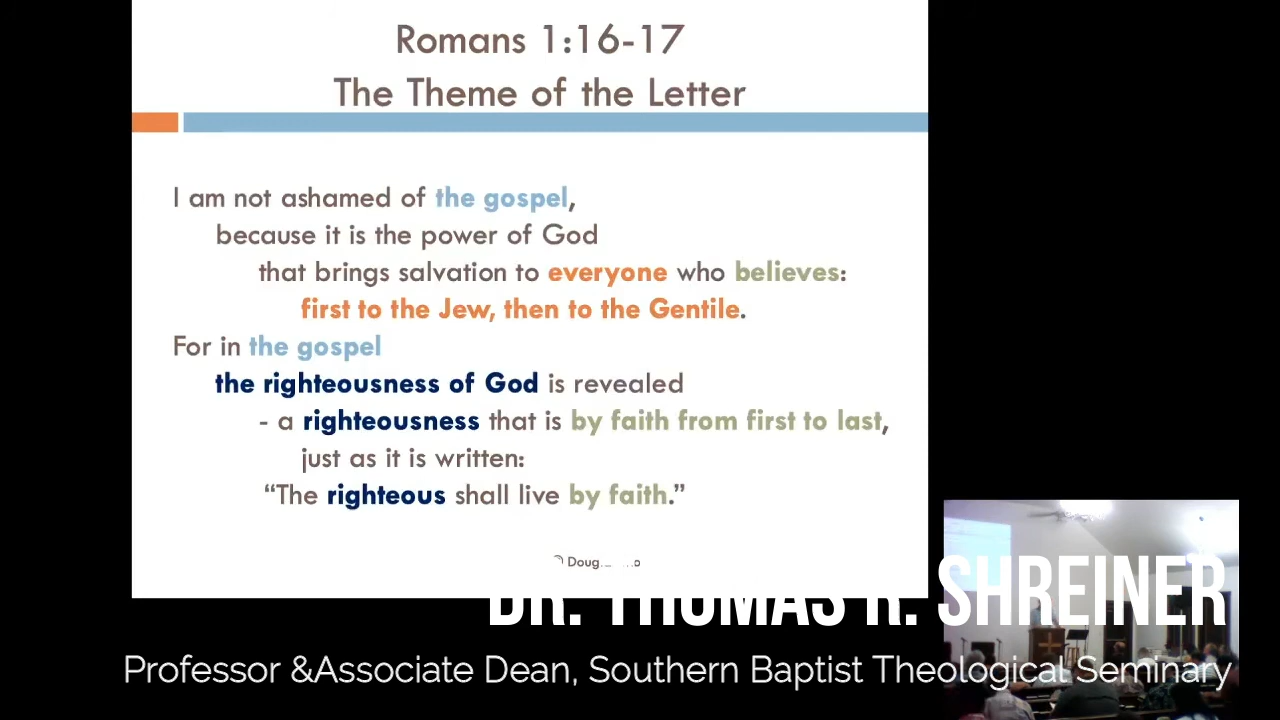 Romans 1:16-17
The Theme of the Letter
I am not ashamed of the gospel,
because it is the power of God
that brings salvation to everyone who believes:
first to the Jew, then to the Gentile.
For in the gospel
the righteousness of God is revealed
- a righteousness that is by faith from first to last,
just as it is written:
“The righteous shall live by faith.”
DR. THOMAS R. SHREINER
Professor &Associate Dean, Southern Baptist Theological Seminary